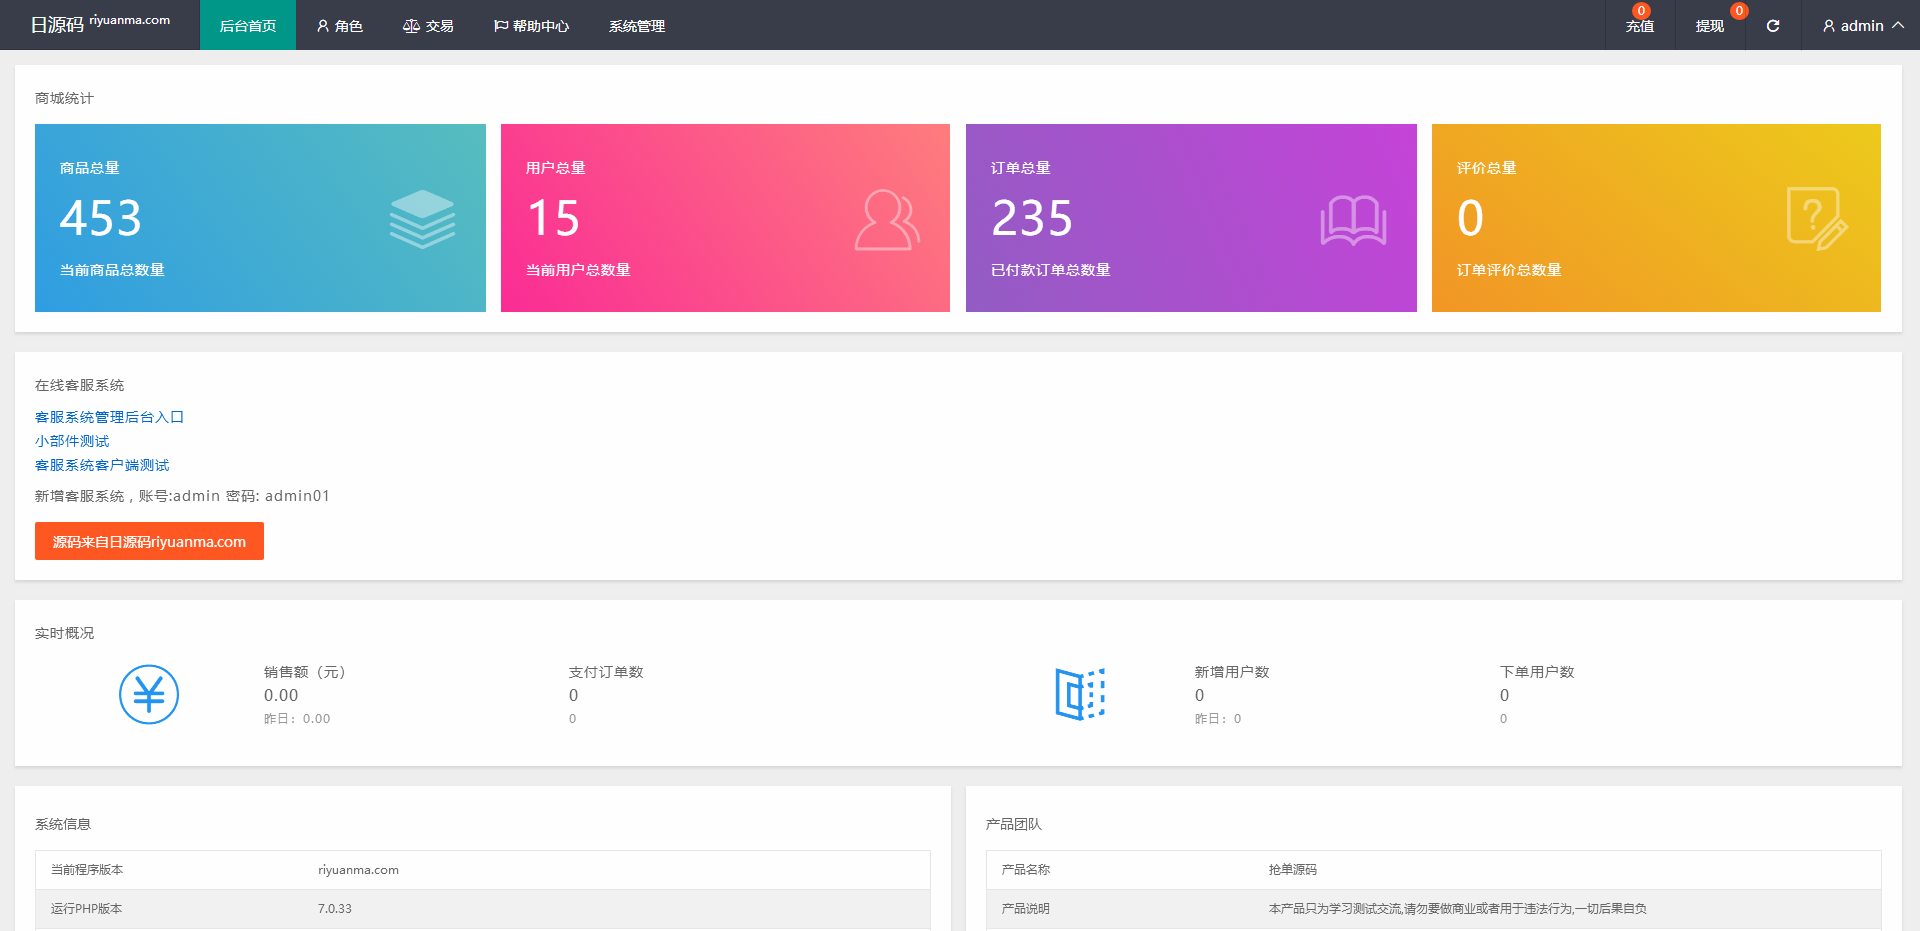 日源码 riyuanma.com
后台首页
角色
交易
帮助中心
系统管理
0
充值
0
提现
admin
商城统计
商品总量
453
当前商品总数量
用户总量
15
当前用户总数量
订单总量
235
已付款订单总数量
评价总量
0
订单评价总数量
在线客服系统
客服系统管理后台入口
小部件测试
客服系统客户端测试
新增客服系统，账号:admin 密码: admin01
源码来自日源码riyuanma.com
实时概况
销售额（元）
0.00
昨日：0.00
支付订单数
0
0
新增用户数
0
昨日：0
下单用户数
0
0
系统信息
当前程序版本 riyuanma.com
运行PHP版本 7.0.33
产品团队
产品名称 抢单源码
产品说明 本产品只为学习测试交流,请勿要做商业或者用于违法行为,一切后果自负